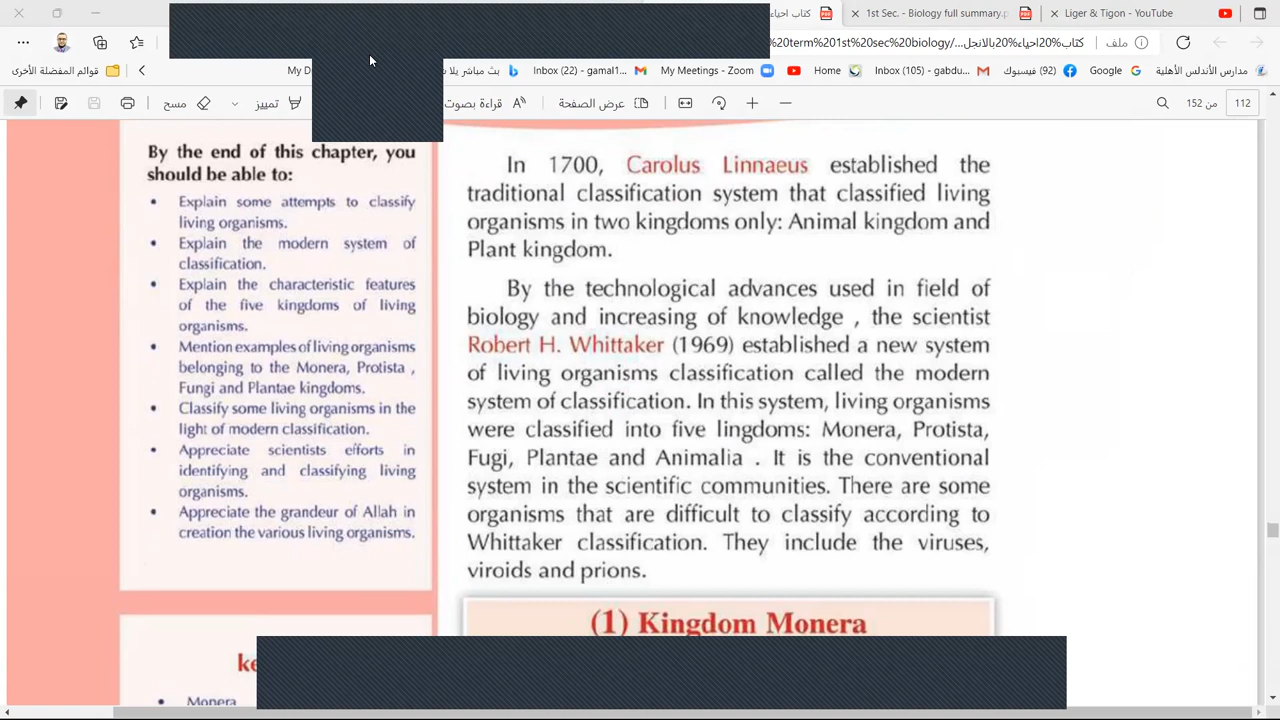 كتاب احياء
1st Sec. - Biology full summary.p
Liger & Tigon - YouTube
term%201st%20sec%20biology/...كتاب%20احياء%20بالانجل
ملف
قوائم المفضلة الأخرى
My D
بث مباشر يلا
Inbox (22) - gamal1...
My Meetings - Zoom
Home
Inbox (105) - gabdu...
(92) فيسبوك
Google
مدارس الأندلس الأهلية
مسح
تمييز
قراءة بصوت
عرض الصفحة
من 152
112
By the end of this chapter, you
should be able to:
• Explain some attempts to classify
living organisms.
• Explain the modern system of
classification.
• Explain the characteristic features
of the five kingdoms of living
organisms.
• Mention examples of living organisms
belonging to the Monera, Protista ,
Fungi and Plantae kingdoms.
• Classify some living organisms in the
light of modern classification.
• Appreciate scientists efforts in
identifying and classifying living
organisms.
• Appreciate the grandeur of Allah in
creation the various living organisms.
ke
• Monera
In 1700, Carolus Linnaeus established the
traditional classification system that classified living
organisms in two kingdoms only: Animal kingdom and
Plant kingdom.
By the technological advances used in field of
biology and increasing of knowledge , the scientist
Robert H. Whittaker (1969) established a new system
of living organisms classification called the modern
system of classification. In this system, living organisms
were classified into five lingdoms: Monera, Protista,
Fugi, Plantae and Animalia . It is the conventional
system in the scientific communities. There are some
organisms that are difficult to classify according to
Whittaker classification. They include the viruses,
viroids and prions.
(1) Kingdom Monera